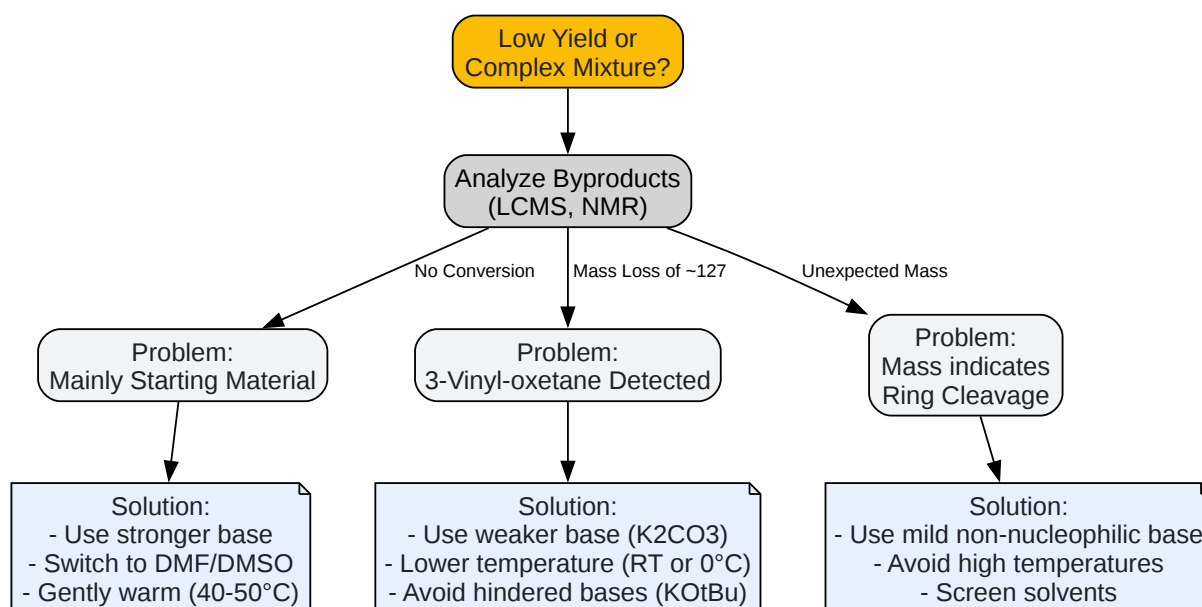 Low Yield or
Complex Mixture?
Analyze Byproducts
(LCMS, NMR)
No Conversion
Mass Loss of ~127
Unexpected Mass
Problem:
Mainly Starting Material
Problem:
3-Vinyl-oxetane Detected
Problem:
Mass indicates
Ring Cleavage
Solution:
- Use stronger base
- Switch to DMF/DMSO
- Gently warm (40-50°C)
Solution:
- Use weaker base (K2CO3)
- Lower temperature (RT or 0°C)
- Avoid hindered bases (KOtBu)
Solution:
- Use mild non-nucleophilic base
- Avoid high temperatures
- Screen solvents